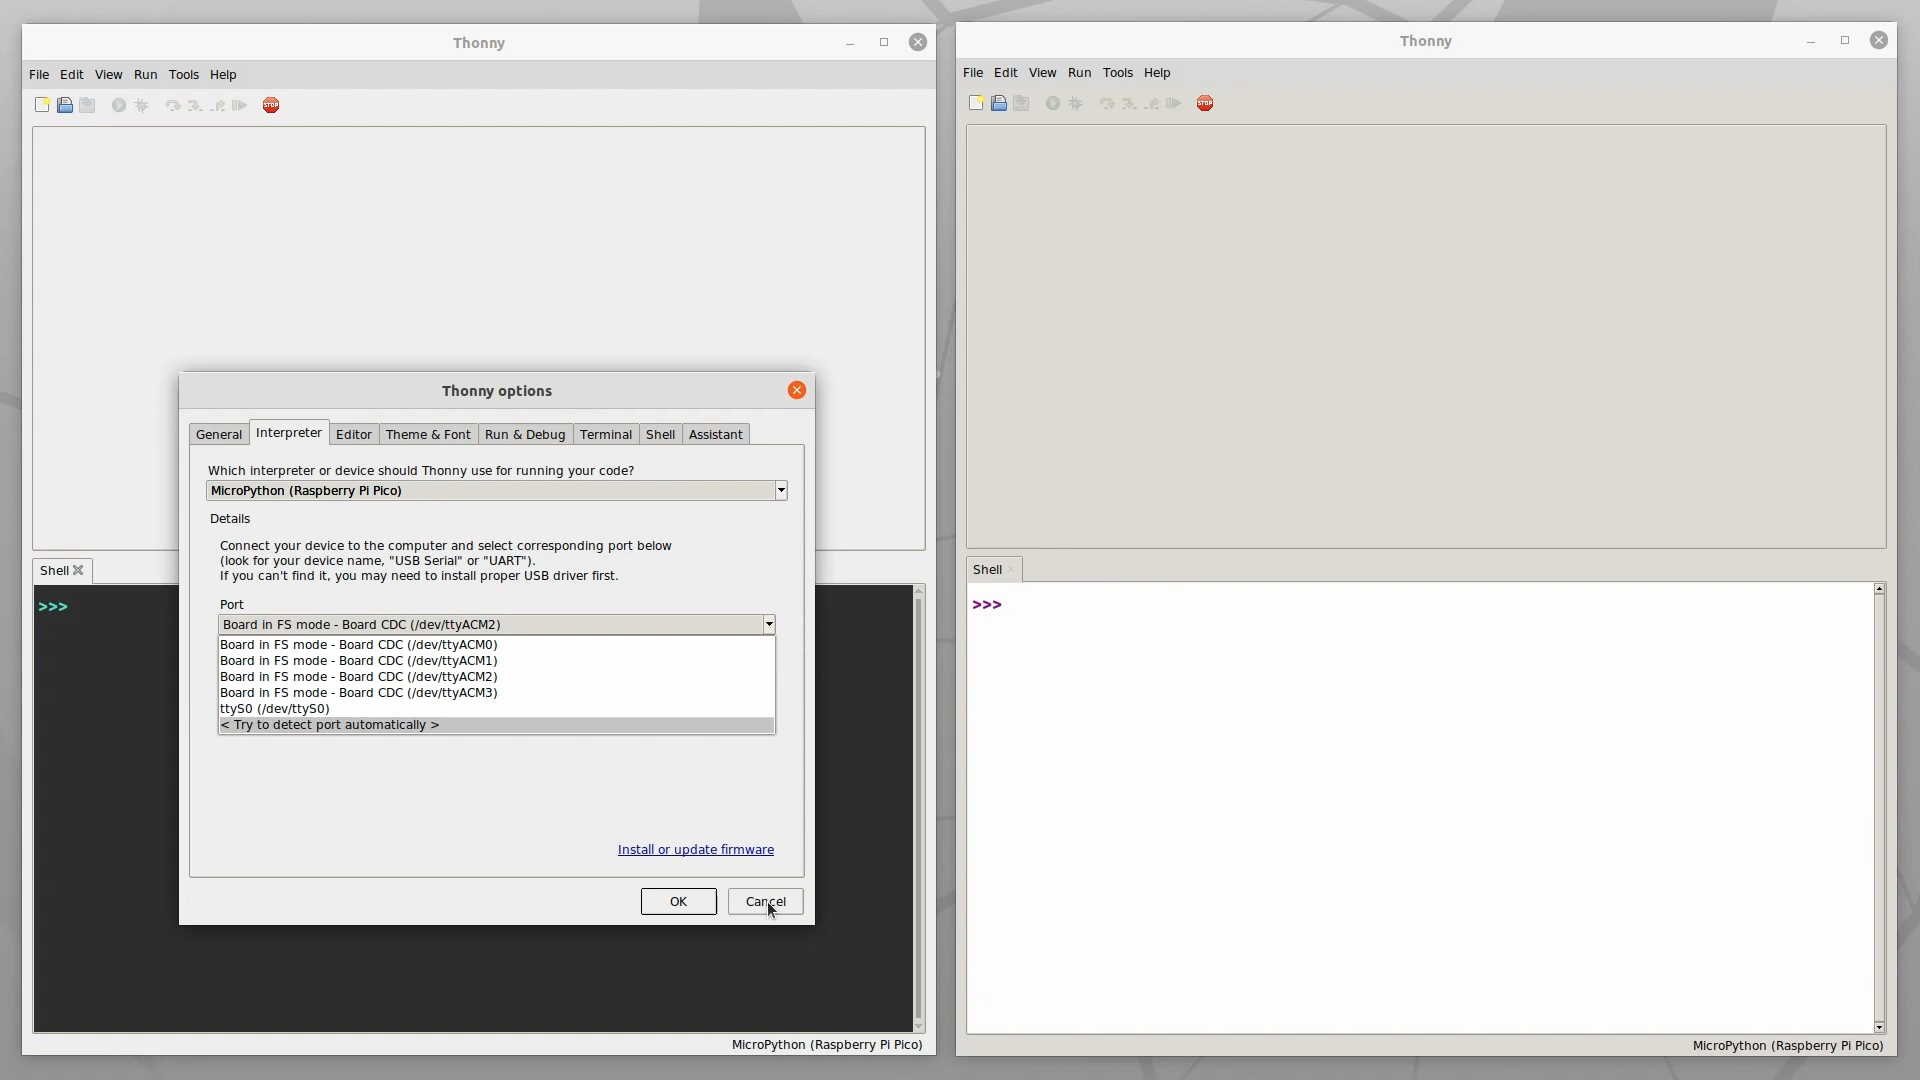 Thonny
File Edit View Run Tools Help
STOP
Thonny options
General Interpreter Editor Theme & Font Run & Debug Terminal Shell Assistant
Which interpreter or device should Thonny use for running your code?
MicroPython (Raspberry Pi Pico)
Details
Connect your device to the computer and select corresponding port below
(look for your device name, "USB Serial" or "UART").
If you can't find it, you may need to install proper USB driver first.
Port
Board in FS mode - Board CDC (/dev/ttyACM2)
Board in FS mode - Board CDC (/dev/ttyACM0)
Board in FS mode - Board CDC (/dev/ttyACM1)
Board in FS mode - Board CDC (/dev/ttyACM2)
Board in FS mode - Board CDC (/dev/ttyACM3)
ttyS0 (/dev/ttyS0)
< Try to detect port automatically >
Install or update firmware
OK Cancel
Shell
>>>
MicroPython (Raspberry Pi Pico)
Thonny
File Edit View Run Tools Help
STOP
Shell
>>>
MicroPython (Raspberry Pi Pico)